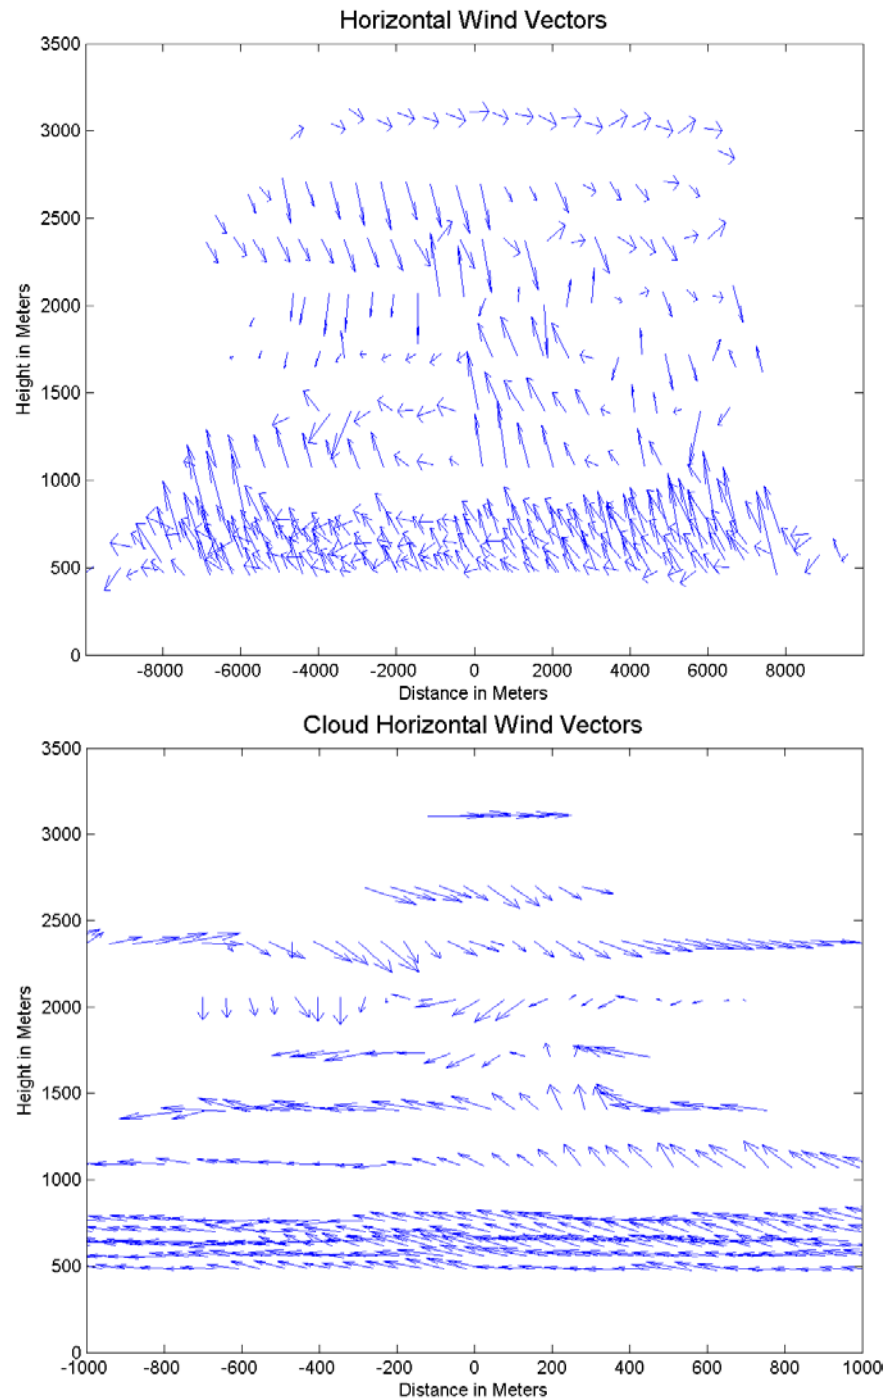 Horizontal Wind Vectors
3500
3000
2500
2000
1500
1000
500
0
Height in Meters
-8000 -6000 -4000 -2000 0 2000 4000 6000 8000
Distance in Meters
Cloud Horizontal Wind Vectors
3500
3000
2500
2000
1500
1000
500
0
Height in Meters
-1000 -800 -600 -400 -200 0 200 400 600 800 1000
Distance in Meters